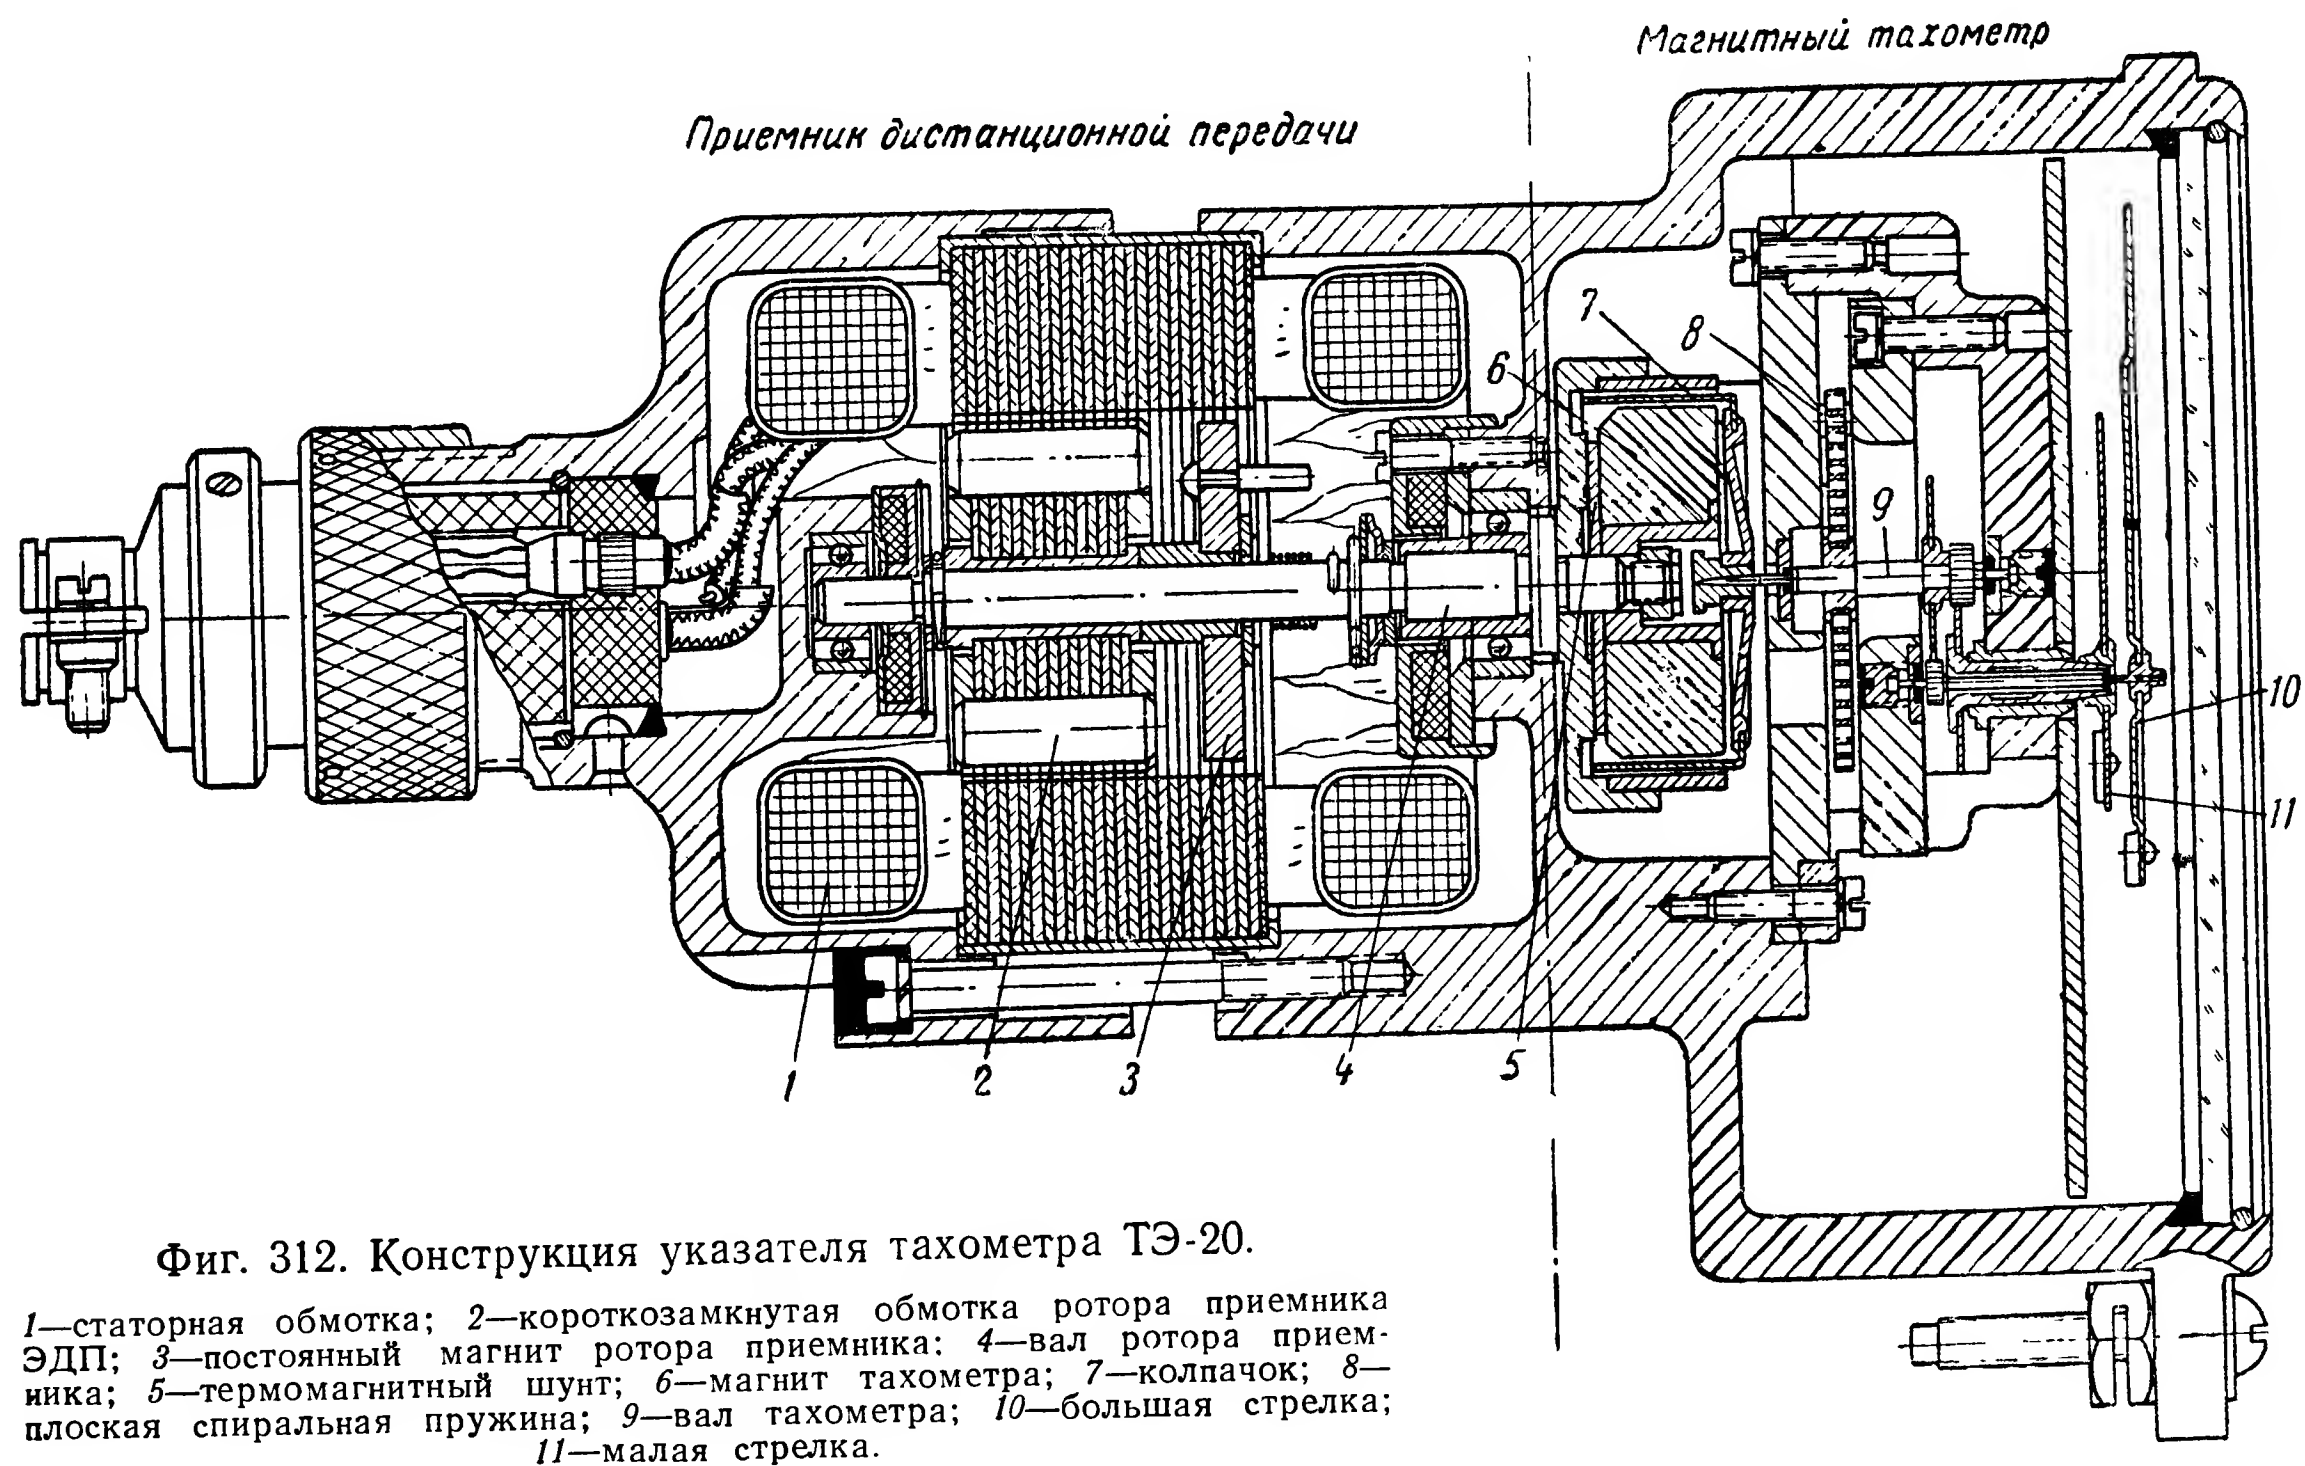 Магнитный тахометр
Приемник дистанционной передачи
7
8
6
9
10
11
1
2
3
4
5
Фиг. 312. Конструкция указателя тахометра ТЭ-20.
1—статорная обмотка; 2—короткозамкнутая обмотка ротора приемника
ЭДП; 3—постоянный магнит ротора приемника; 4—вал ротора прием-
ника; 5—термомагнитный шунт; 6—магнит тахометра; 7—колпачок; 8—
плоская спиральная пружина; 9—вал тахометра; 10—большая стрелка;
11—малая стрелка.